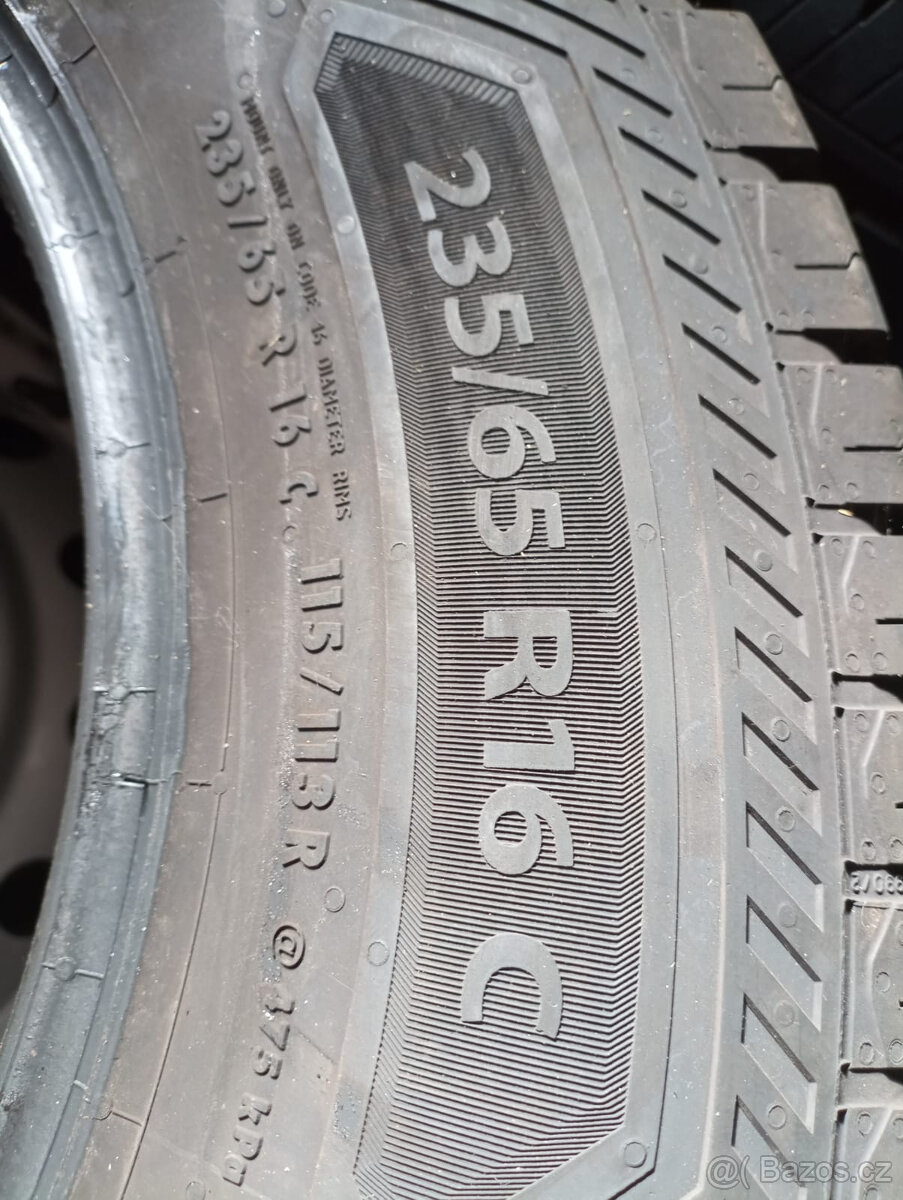 235/65 R16 C
MOUNT ONLY ON CODE 16 DIAMETER RIMS
235/65 R 16 C 115/113 R @ 475 KPa
@( Bazos.cz